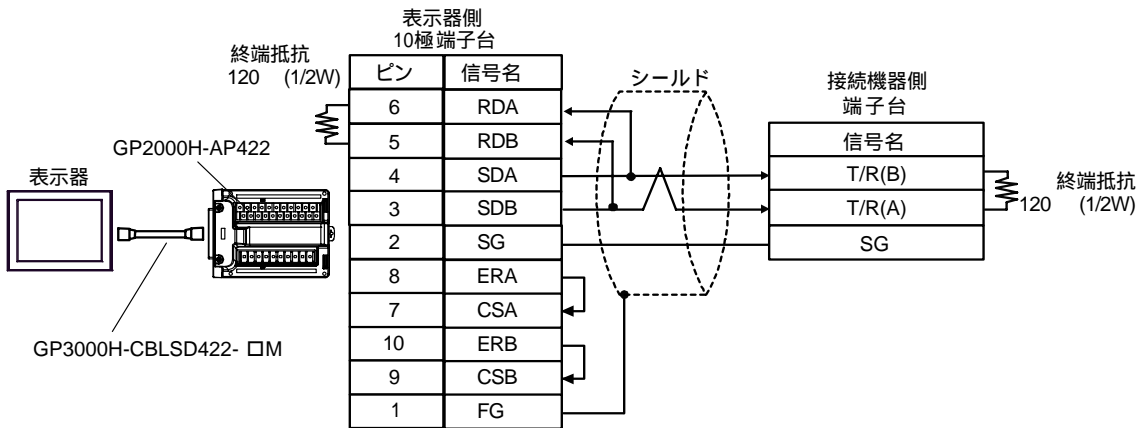 表示器側
10極端子台
終端抵抗
120 (1/2W)
ピン 信号名
6 RDA
5 RDB
4 SDA
3 SDB
2 SG
8 ERA
7 CSA
10 ERB
9 CSB
1 FG
GP2000H-AP422
表示器
GP3000H-CBLSD422- 口M
シールド
接続機器側
端子台
信号名
T/R(B)
T/R(A)
SG
終端抵抗
120 (1/2W)